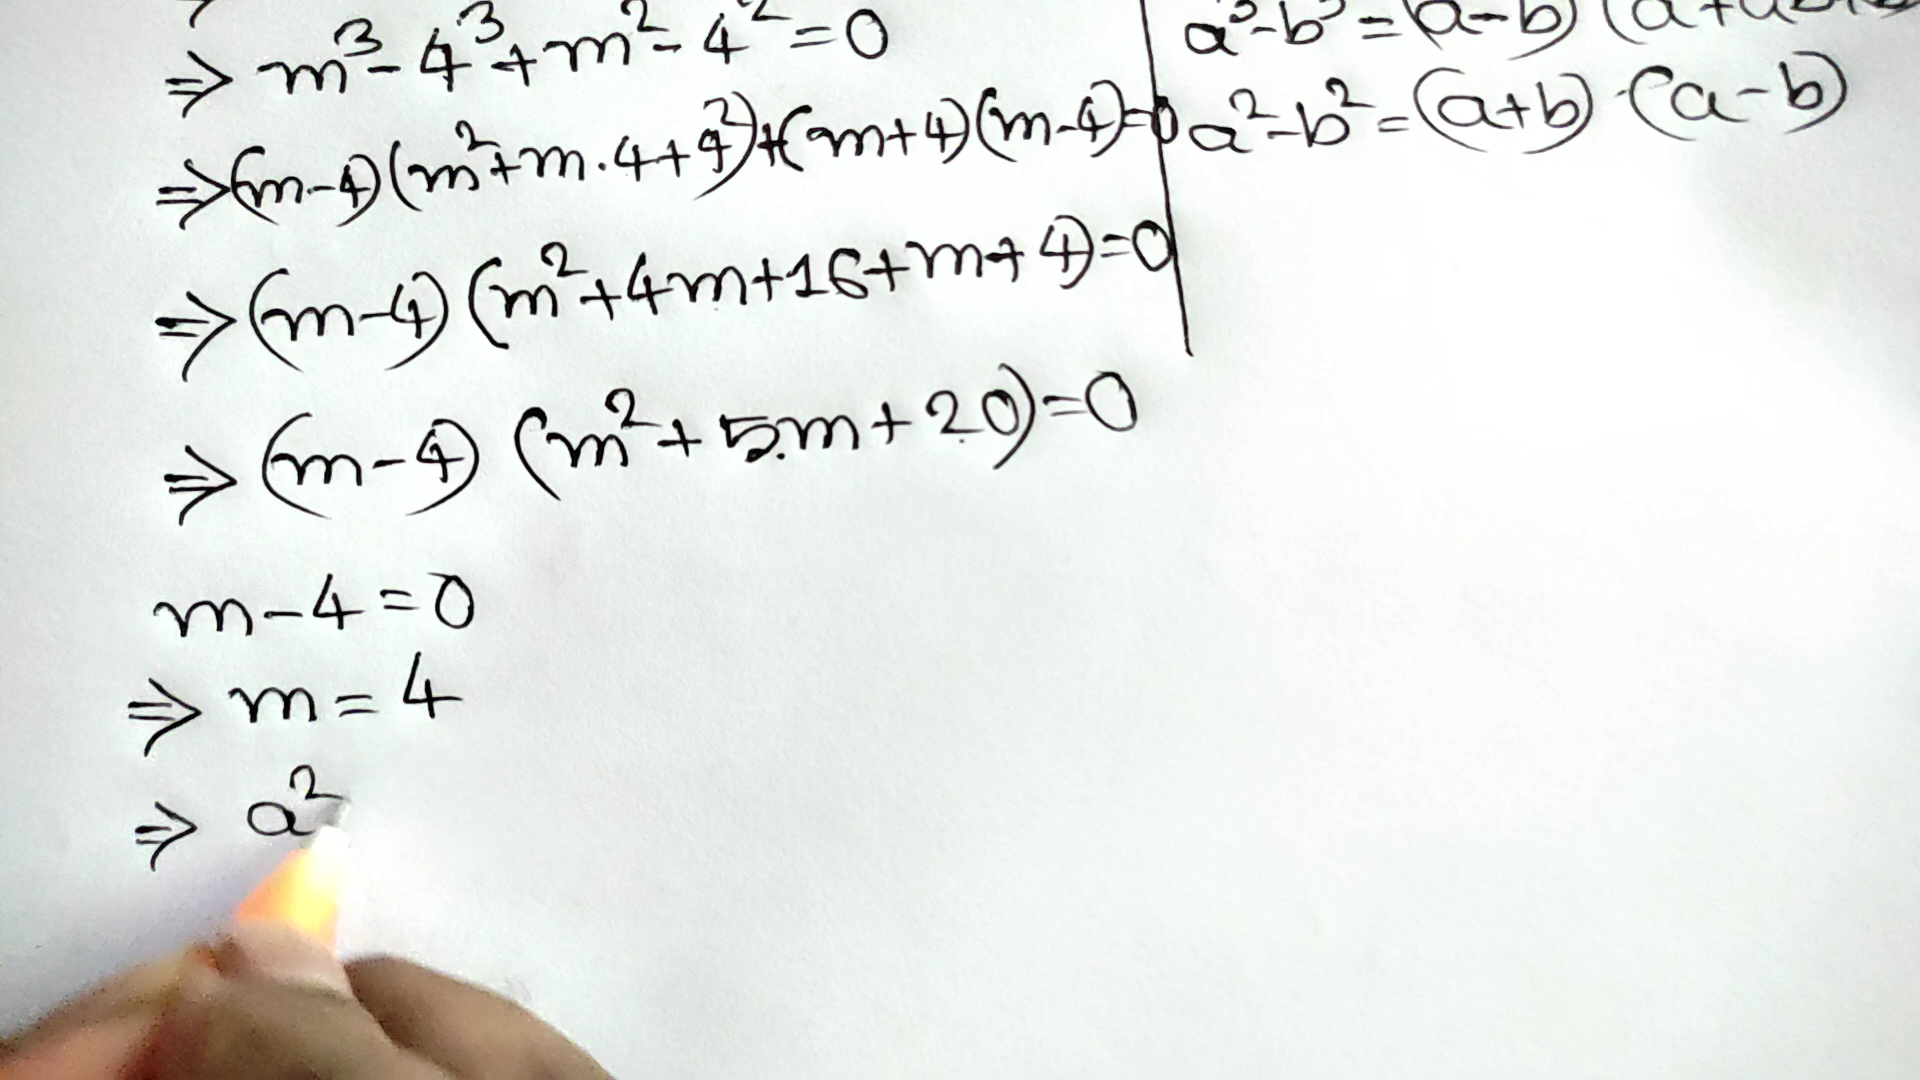 ⇒ m³-4³+m²-4²=0
⇒(m-4)(m²+m.4+4²)+(m+4)(m-4)=0
⇒(m-4)(m²+4m+16+m+4)=0
⇒(m-4)(m²+5m+20)=0
m-4=0
⇒ m=4
⇒ a²
a³-b³=(a-b)
a²-b²=(a+b).(a-b)